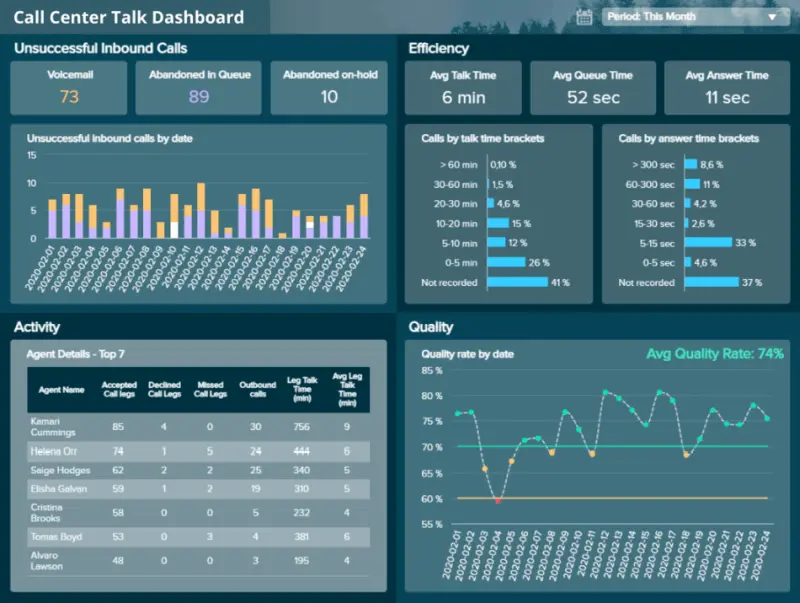 Call Center Talk Dashboard
Period: This Month
Unsuccessful Inbound Calls
Voicemail
73
Abandoned in Queue
89
Abandoned on-hold
10
Unsuccessful inbound calls by date
15
10
5
0
2020-02-01
2020-02-02
2020-02-03
2020-02-04
2020-02-05
2020-02-06
2020-02-07
2020-02-08
2020-02-09
2020-02-10
2020-02-11
2020-02-12
2020-02-13
2020-02-14
2020-02-15
2020-02-16
2020-02-17
2020-02-18
2020-02-19
2020-02-20
2020-02-21
2020-02-22
2020-02-23
2020-02-24
Efficiency
Avg Talk Time
6 min
Avg Queue Time
52 sec
Avg Answer Time
11 sec
Calls by talk time brackets
> 60 min 0,10 %
30-60 min 1,5 %
20-30 min 4,6 %
10-20 min 15 %
5-10 min 12 %
0-5 min 26 %
Not recorded 41 %
Calls by answer time brackets
> 300 sec 8,6 %
60-300 sec 11 %
30-60 sec 4,2 %
15-30 sec 2,6 %
5-15 sec 33 %
0-5 sec 4,6 %
Not recorded 37 %
Activity
Agent Details - Top 7
Agent Name
Accepted
Call legs
Declined
Call Legs
Missed
Call Legs
Outbound
calls
Leg Talk
Time
(min)
Avg Leg
Talk
Time
(min)
Kamari
Cummings
85 4 0 30 756 9
Helena Orr 74 1 5 24 444 6
Saige Hodges 62 2 2 25 340 5
Elisha Galvan 59 1 2 19 310 5
Cristina
Brooks
58 0 0 5 232 4
Tomas Boyd 53 0 3 4 381 6
Alvaro
Lawson
48 0 0 3 195 4
Quality
Quality rate by date
Avg Quality Rate: 74%
85 %
80 %
75 %
70 %
65 %
60 %
55 %
2020-02-01
2020-02-02
2020-02-03
2020-02-04
2020-02-05
2020-02-06
2020-02-07
2020-02-08
2020-02-09
2020-02-10
2020-02-11
2020-02-12
2020-02-13
2020-02-14
2020-02-15
2020-02-16
2020-02-17
2020-02-18
2020-02-19
2020-02-20
2020-02-21
2020-02-22
2020-02-23
2020-02-24